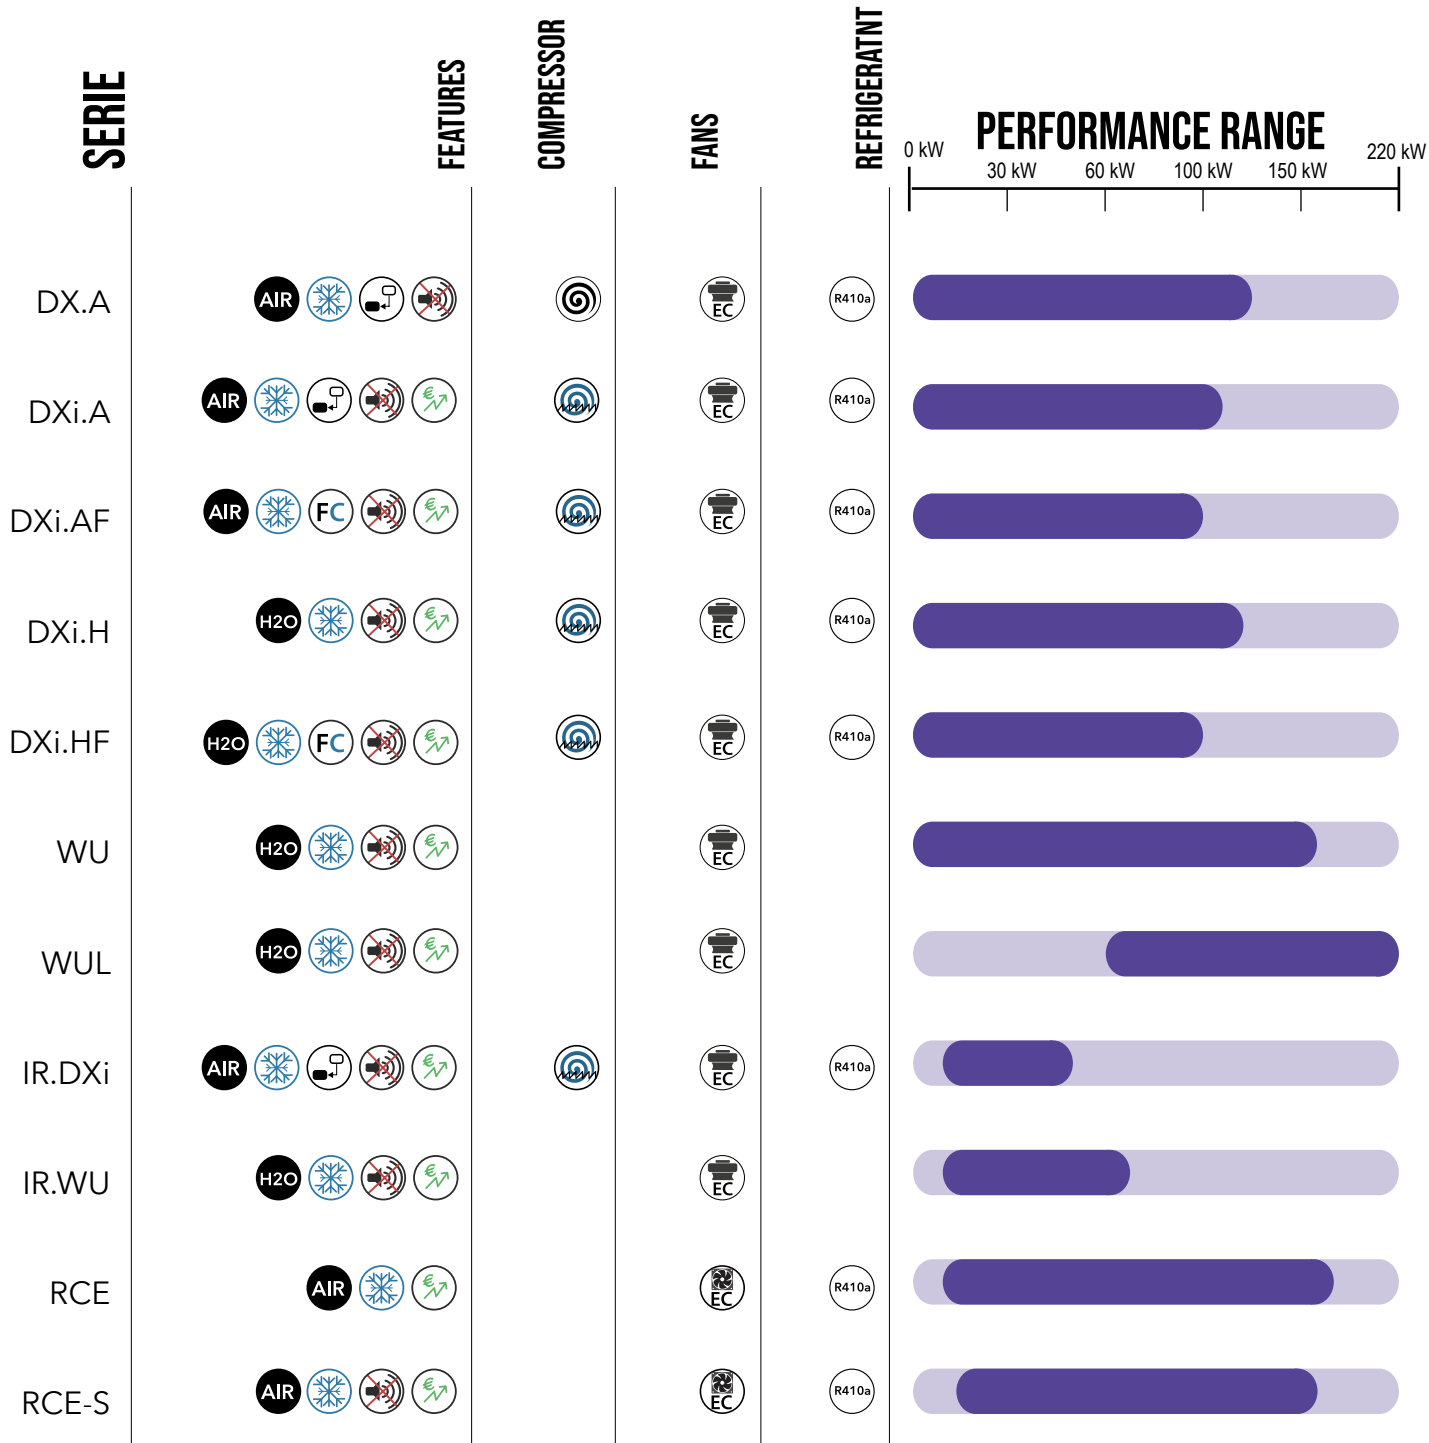 SERIE
FEATURES
COMPRESSOR
FANS
REFRIGERATNT
PERFORMANCE RANGE
0 kW 30 kW 60 kW 100 kW 150 kW 220 kW
DX.A AIR EC R410a
DXi.A AIR € EC R410a
DXi.AF AIR FC € EC R410a
DXi.H H2O € EC R410a
DXi.HF H2O FC € EC R410a
WU H2O € EC
WUL H2O € EC
IR.DXi AIR € EC R410a
IR.WU H2O € EC
RCE AIR € EC R410a
RCE-S AIR € EC R410a